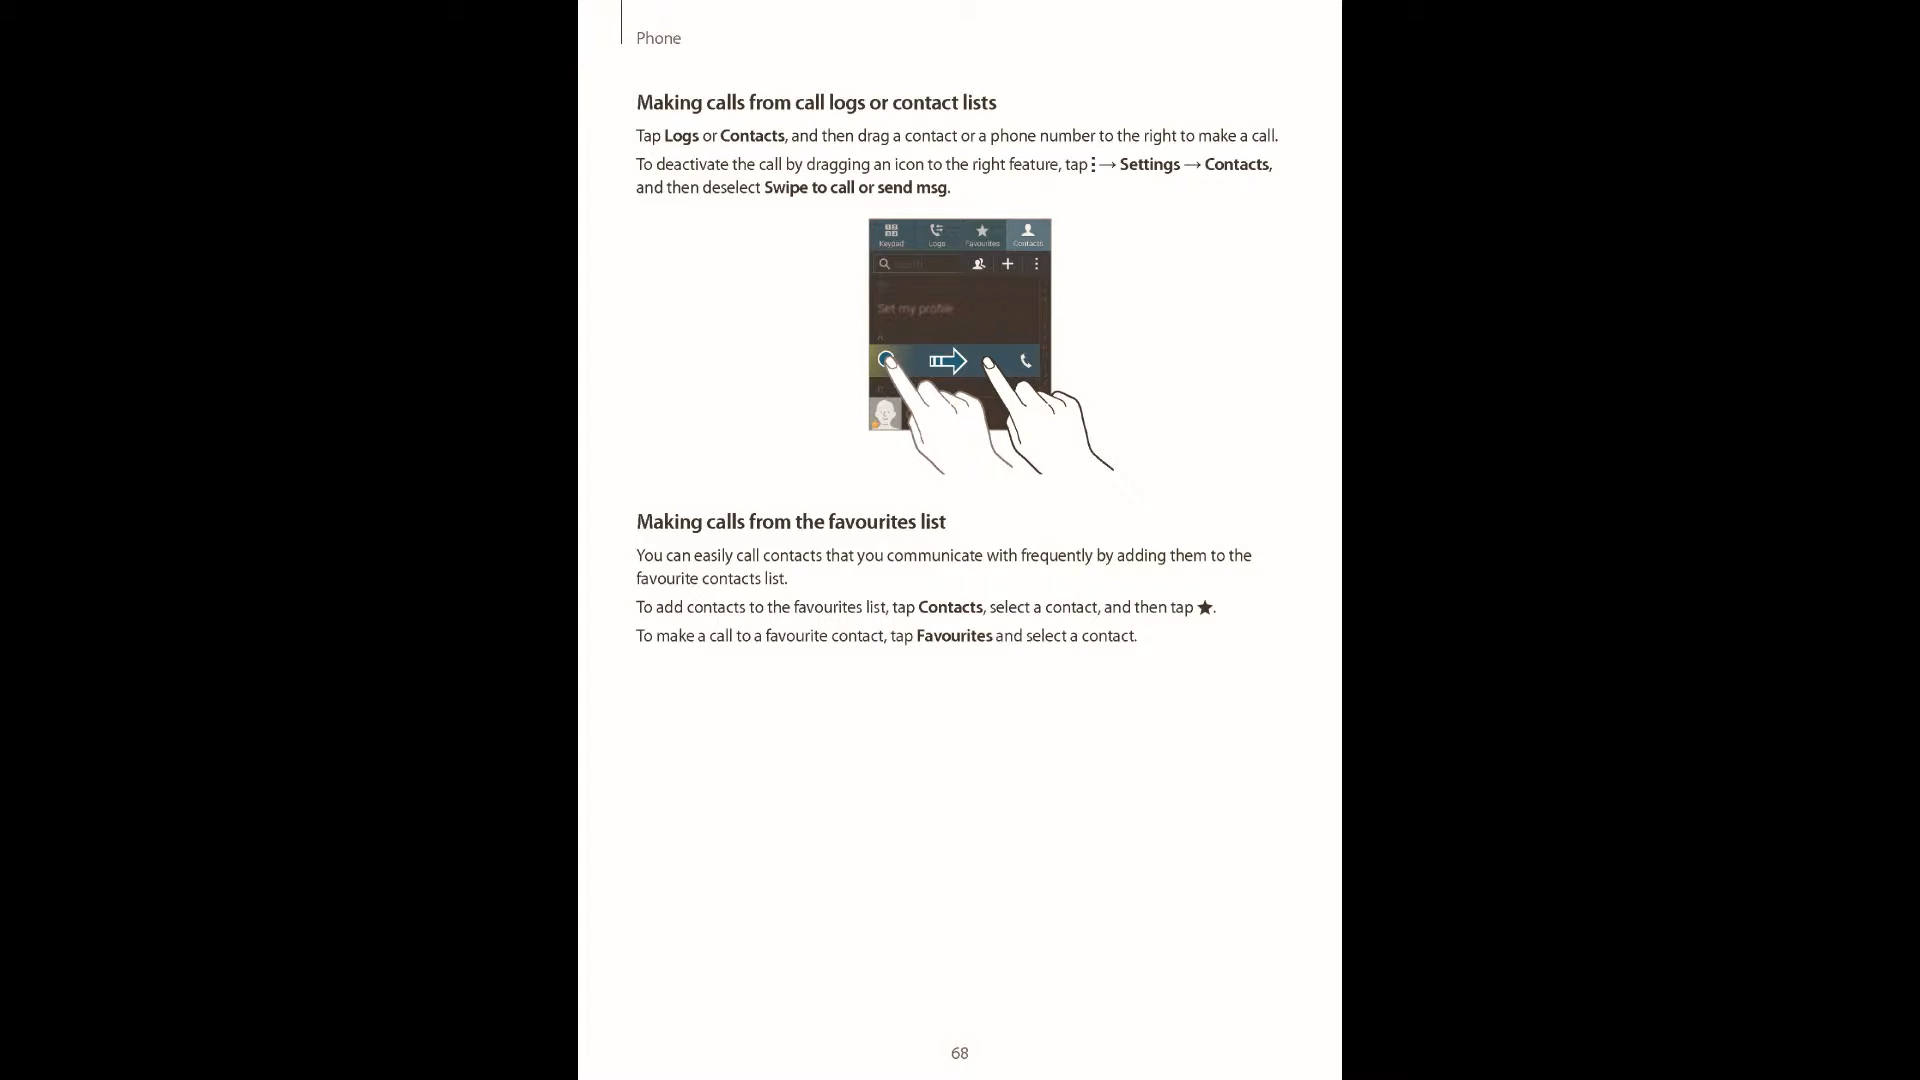 Phone
Making calls from call logs or contact lists
Tap Logs or Contacts, and then drag a contact or a phone number to the right to make a call.
To deactivate the call by dragging an icon to the right feature, tap → Settings → Contacts,
and then deselect Swipe to call or send msg.
Keypad Logs Favourites Contacts
Set my profile
Making calls from the favourites list
You can easily call contacts that you communicate with frequently by adding them to the
favourite contacts list.
To add contacts to the favourites list, tap Contacts, select a contact, and then tap ★.
To make a call to a favourite contact, tap Favourites and select a contact.
68